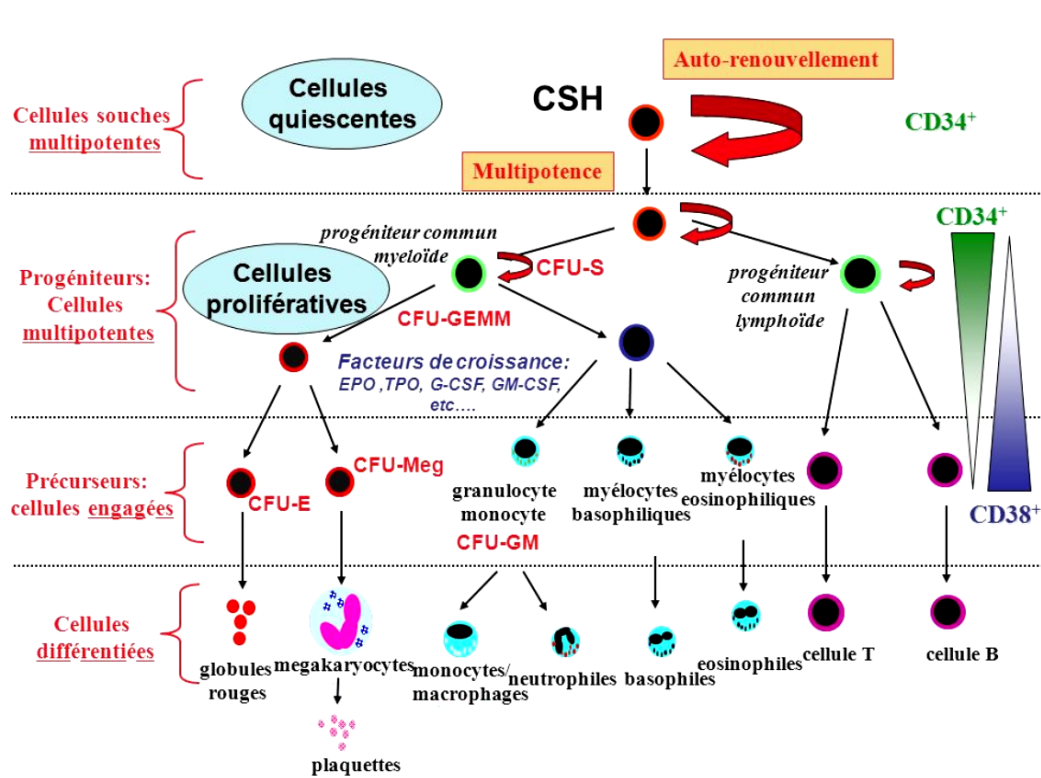 Auto-renouvellement
Cellules
quiescentes
CSH
Cellules souches
multipotentes
CD34+
Multipotence
CD34+
progéniteur commun
myeloïde
CFU-S
Cellules
prolifératives
progéniteur
commun
lymphoïde
Progéniteurs:
Cellules
multipotentes
CFU-GEMM
Facteurs de croissance:
EPO ,TPO, G-CSF, GM-CSF,
etc....
CFU-Meg
Précurseurs:
cellules engagées
CFU-E
granulocyte
monocyte
CFU-GM
myélocytes
basophiliques
myélocytes
eosinophiliques
CD38+
Cellules
différentiées
globules
rouges
megakaryocytes
monocytes/
macrophages
neutrophiles
basophiles
eosinophiles
cellule T
cellule B
plaquettes